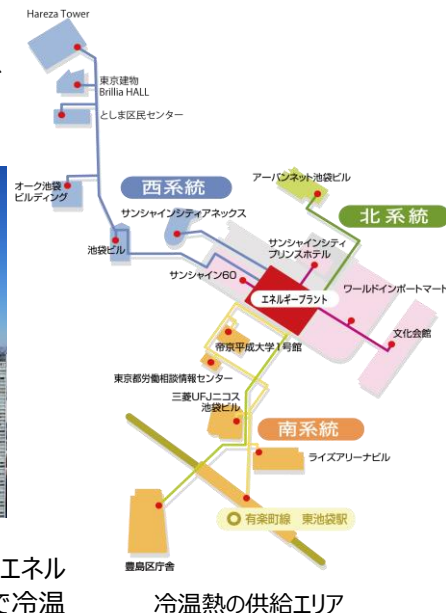 Hareza Tower
東京建物
Brillia HALL
としま区民センター
オーク池袋
ビルディング
西系統
アーバンネット池袋ビル
サンシャインシティアネックス
北系統
池袋ビル
サンシャインシティ
プリンスホテル
サンシャイン60
ワールドインポートマート
エネルギープラント
文化会館
帝京平成大学1号館
東京都労働相談情報センター
三菱UFJニコス
池袋ビル
南系統
ライズアリーナビル
有楽町線 東池袋駅
豊島区庁舎
エネル
で冷温
冷温熱の供給エリア